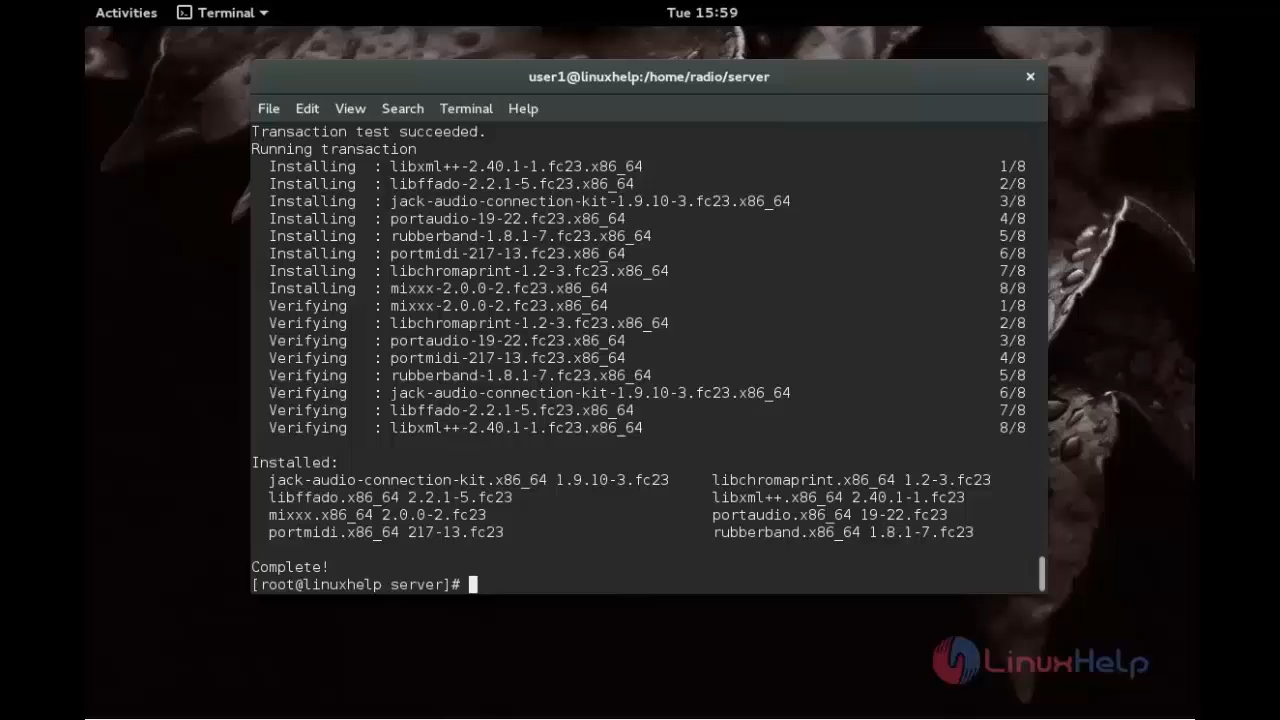 Activities Terminal Tue 15:59
user1@linuxhelp:/home/radio/server ×
File Edit View Search Terminal Help
Transaction test succeeded.
Running transaction
Installing : libxml++-2.40.1-1.fc23.x86_64 1/8
Installing : libffado-2.2.1-5.fc23.x86_64 2/8
Installing : jack-audio-connection-kit-1.9.10-3.fc23.x86_64 3/8
Installing : portaudio-19-22.fc23.x86_64 4/8
Installing : rubberband-1.8.1-7.fc23.x86_64 5/8
Installing : portmidi-217-13.fc23.x86_64 6/8
Installing : libchromaprint-1.2-3.fc23.x86_64 7/8
Installing : mixxx-2.0.0-2.fc23.x86_64 8/8
Verifying : mixxx-2.0.0-2.fc23.x86_64 1/8
Verifying : libchromaprint-1.2-3.fc23.x86_64 2/8
Verifying : portaudio-19-22.fc23.x86_64 3/8
Verifying : portmidi-217-13.fc23.x86_64 4/8
Verifying : rubberband-1.8.1-7.fc23.x86_64 5/8
Verifying : jack-audio-connection-kit-1.9.10-3.fc23.x86_64 6/8
Verifying : libffado-2.2.1-5.fc23.x86_64 7/8
Verifying : libxml++-2.40.1-1.fc23.x86_64 8/8
Installed:
jack-audio-connection-kit.x86_64 1.9.10-3.fc23 libchromaprint.x86_64 1.2-3.fc23
libffado.x86_64 2.2.1-5.fc23 libxml++.x86_64 2.40.1-1.fc23
mixxx.x86_64 2.0.0-2.fc23 portaudio.x86_64 19-22.fc23
portmidi.x86_64 217-13.fc23 rubberband.x86_64 1.8.1-7.fc23
Complete!
[root@linuxhelp server]#
LinuxHelp